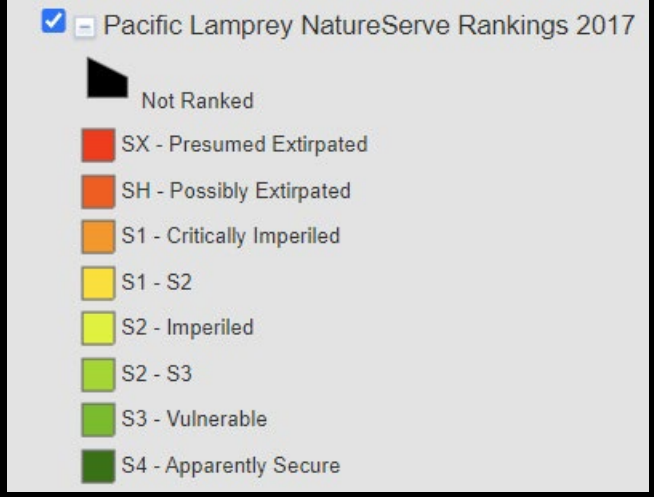 Pacific Lamprey NatureServe Rankings 2017
Not Ranked
SX - Presumed Extirpated
SH - Possibly Extirpated
S1 - Critically Imperiled
S1 - S2
S2 - Imperiled
S2 - S3
S3 - Vulnerable
S4 - Apparently Secure